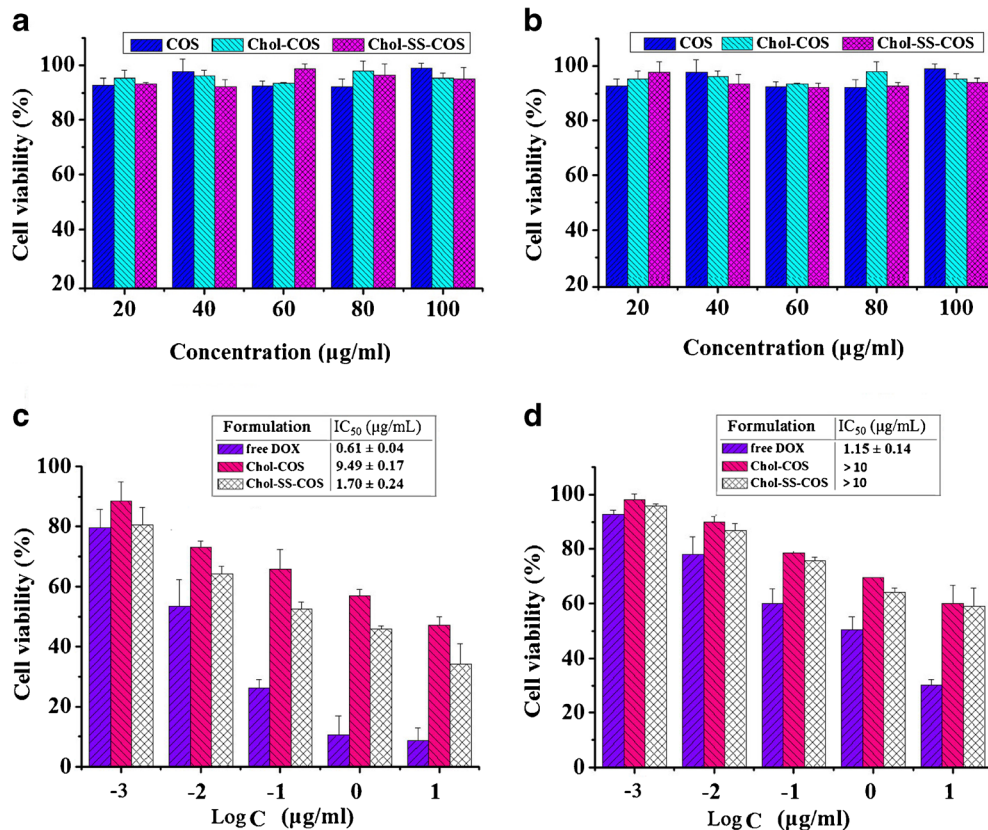 a
COS Chol-COS Chol-SS-COS
Cell viability (%)
100
80
60
40
20
20 40 60 80 100
Concentration (µg/ml)
b
COS Chol-COS Chol-SS-COS
Cell viability (%)
100
80
60
40
20
20 40 60 80 100
Concentration (µg/ml)
c
Formulation IC50 (µg/mL)
free DOX 0.61 ± 0.04
Chol-COS 9.49 ± 0.17
Chol-SS-COS 1.70 ± 0.24
Cell viability (%)
100
80
60
40
20
0
-3 -2 -1 0 1
Log C (µg/ml)
d
Formulation IC50 (µg/mL)
free DOX 1.15 ± 0.14
Chol-COS > 10
Chol-SS-COS > 10
Cell viability (%)
100
80
60
40
20
0
-3 -2 -1 0 1
Log C (µg/ml)